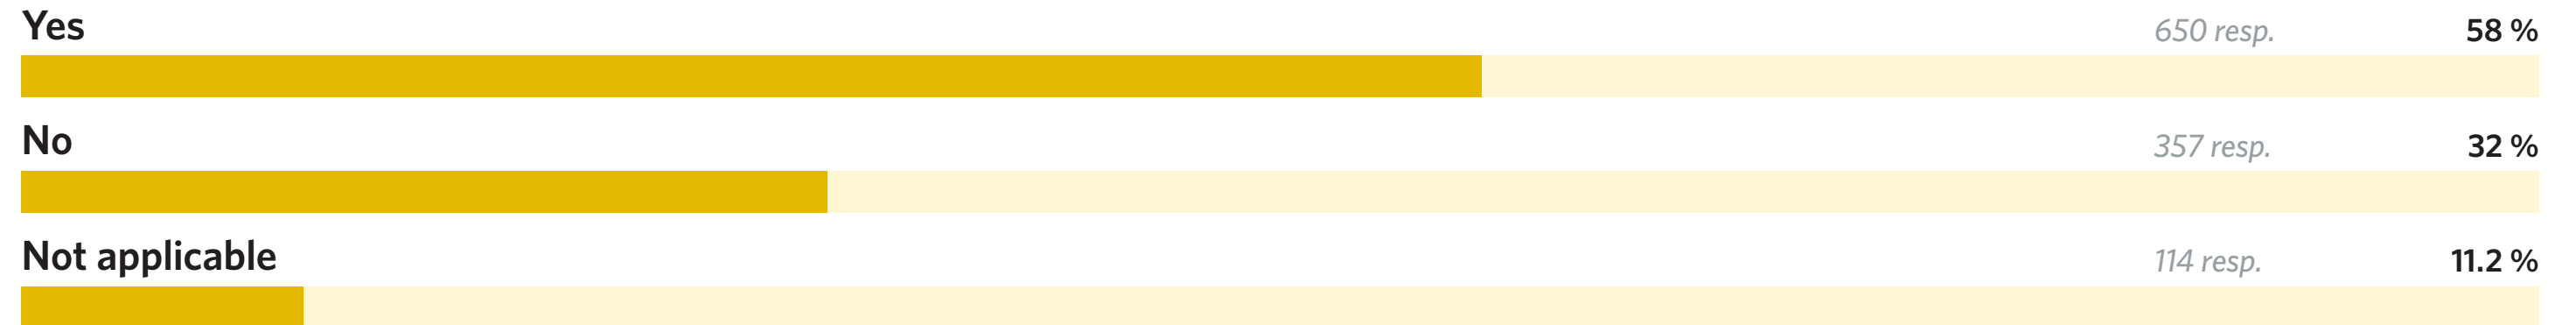 Yes 650 resp. 58 %
No 357 resp. 32 %
Not applicable 114 resp. 11.2 %